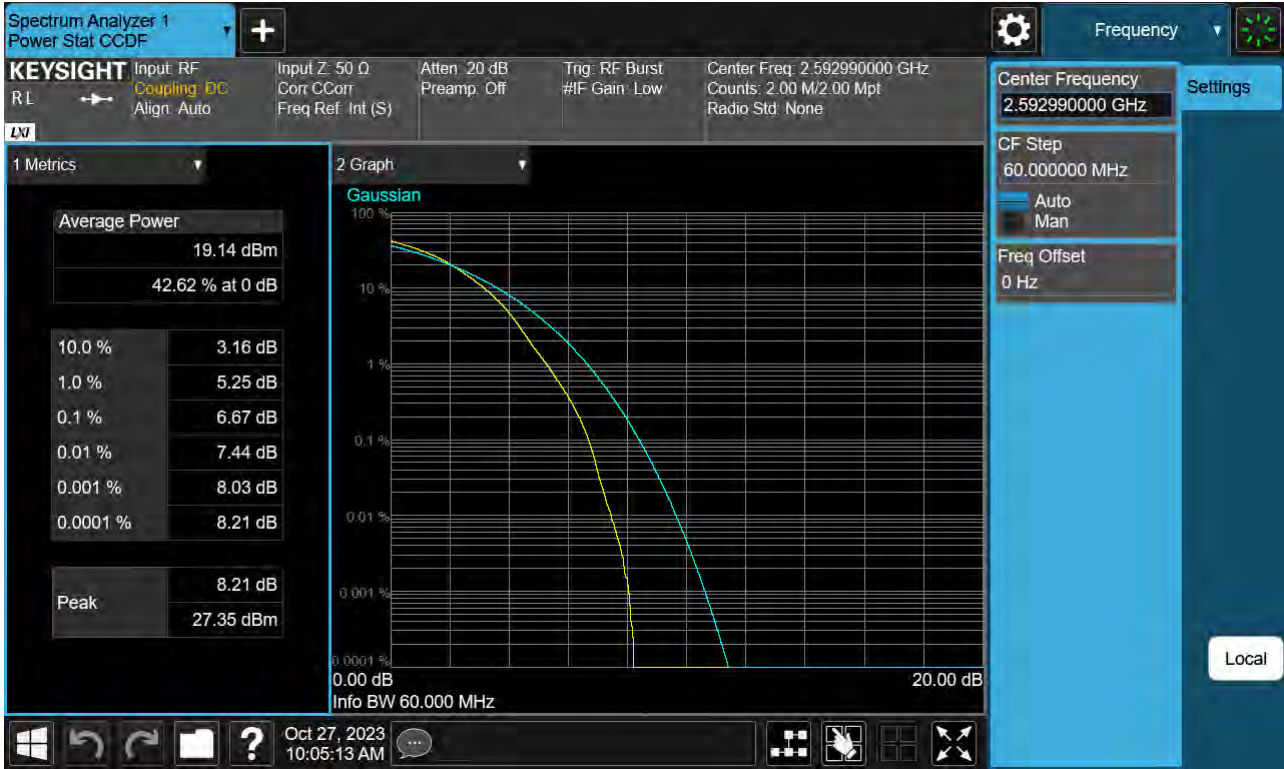 Spectrum Analyzer 1
Power Stat CCDF
Frequency
KEYSIGHT
R L
LXI
Input: RF
Coupling: DC
Align: Auto
Input Z: 50 Ω
Corr CCorr
Freq Ref: Int (S)
Atten: 20 dB
Preamp: Off
Trig: RF Burst
#IF Gain: Low
Center Freq: 2.592990000 GHz
Counts: 2.00 M/2.00 Mpt
Radio Std: None
Center Frequency
2.592990000 GHz
Settings
CF Step
60.000000 MHz
Auto
Man
Freq Offset
0 Hz
Local
1 Metrics
Average Power
19.14 dBm
42.62 % at 0 dB
10.0 % 3.16 dB
1.0 % 5.25 dB
0.1 % 6.67 dB
0.01 % 7.44 dB
0.001 % 8.03 dB
0.0001 % 8.21 dB
Peak
8.21 dB
27.35 dBm
2 Graph
Gaussian
100 %
10 %
1 %
0.1 %
0.01 %
0.001 %
0.0001 %
0.00 dB 20.00 dB
Info BW 60.000 MHz
?
Oct 27, 2023
10:05:13 AM